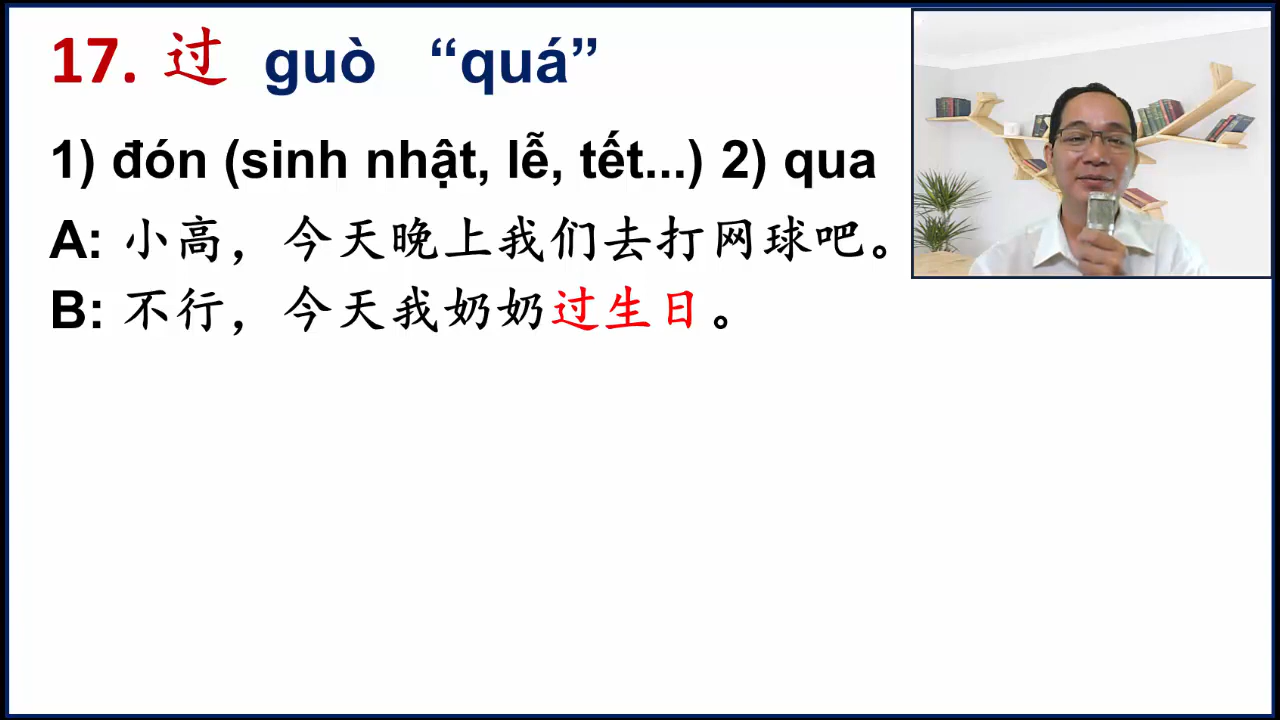 17. 过 guò “quá”
1) đón (sinh nhật, lễ, tết...) 2) qua
A: 小高，今天晚上我们去打网球吧。
B: 不行，今天我奶奶过生日。